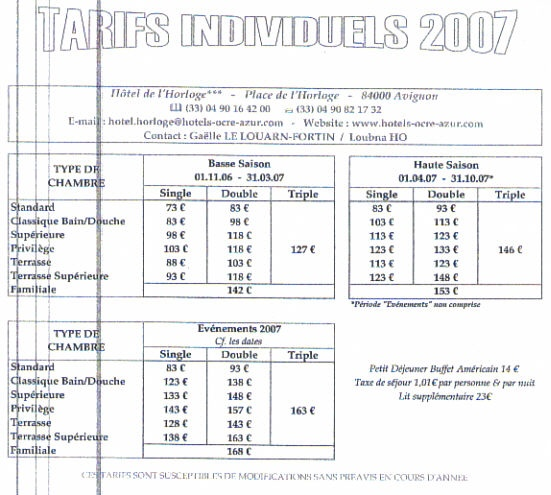 TARIFS INDIVIDUELS 2007
Hôtel de l'Horloge*** - Place de l'Horloge - 84000 Avignon
(33) 04 90 16 42 00 (33) 04 90 82 17 32
E-mail : hotel.horloge@hotels-ocre-azur.com - Website : www.hotels-ocre-azur.com
Contact : Gaëlle LE LOUARN-FORTIN / Loubna HO
TYPE DE CHAMBRE
Basse Saison
01.11.06 - 31.03.07
Single Double Triple
Standard 73 € 83 €
Classique Bain/Douche 83 € 98 €
Supérieure 98 € 118 €
Privilège 103 € 118 € 127 €
Terrasse 88 € 103 €
Terrasse Supérieure 93 € 118 €
Familiale 142 €
Haute Saison
01.04.07 - 31.10.07*
Single Double Triple
83 € 93 €
103 € 113 €
113 € 123 €
123 € 133 € 146 €
113 € 123 €
123 € 148 €
153 €
*Période "Evénements" non comprise
TYPE DE CHAMBRE
Evénements 2007
Cf. les dates
Single Double Triple
Standard 83 € 93 €
Classique Bain/Douche 123 € 138 €
Supérieure 133 € 148 €
Privilège 143 € 157 € 163 €
Terrasse 128 € 143 €
Terrasse Supérieure 138 € 163 €
Familiale 168 €
Petit Déjeuner Buffet Américain 14 €
Taxe de séjour 1,01€ par personne & par nuit
Lit supplémentaire 23€
CES TARIFS SONT SUSCEPTIBLES DE MODIFICATIONS SANS PREAVIS EN COURS D'ANNEE